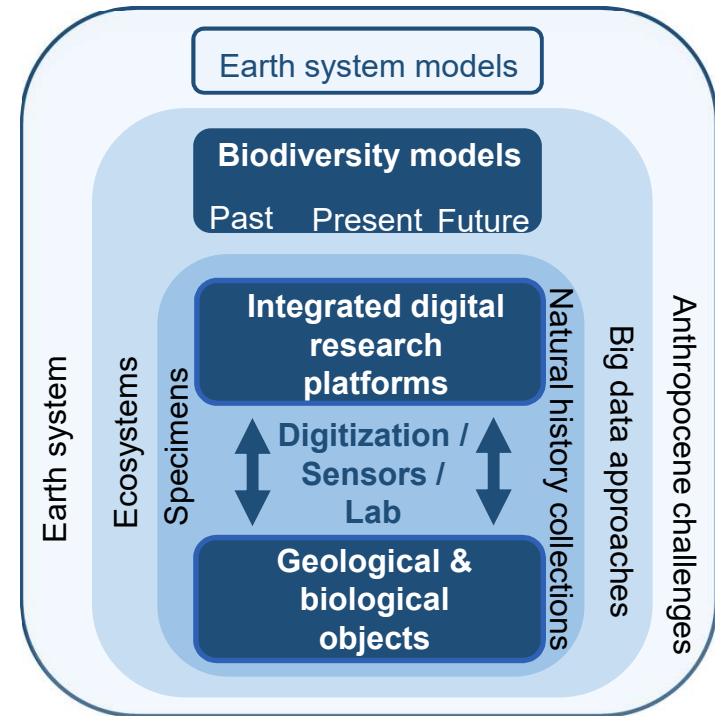 Earth system models
Biodiversity models
Past Present Future
Integrated digital
research
platforms
Digitization /
Sensors /
Lab
Geological &
biological
objects
Earth system
Ecosystems
Specimens
Natural history collections
Big data approaches
Anthropocene challenges